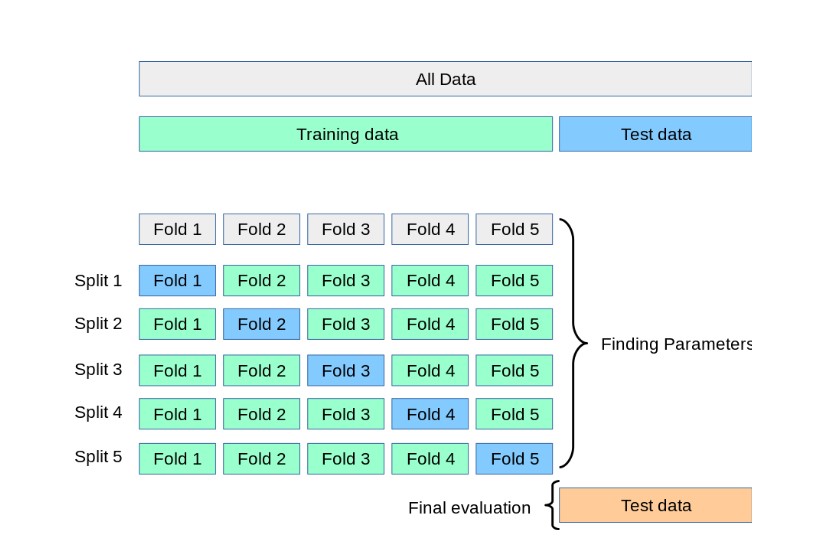 All Data
Training data Test data
Fold 1 Fold 2 Fold 3 Fold 4 Fold 5
Split 1 Fold 1 Fold 2 Fold 3 Fold 4 Fold 5
Split 2 Fold 1 Fold 2 Fold 3 Fold 4 Fold 5
Finding Parameters
Split 3 Fold 1 Fold 2 Fold 3 Fold 4 Fold 5
Split 4 Fold 1 Fold 2 Fold 3 Fold 4 Fold 5
Split 5 Fold 1 Fold 2 Fold 3 Fold 4 Fold 5
Final evaluation Test data